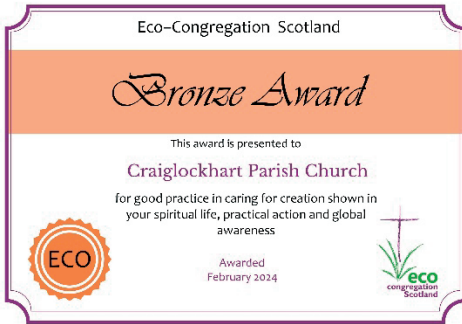 Eco-Congregation Scotland
Bronze Award
This award is presented to
Craiglockhart Parish Church
for good practice in caring for creation shown in
your spiritual life, practical action and global
awareness
ECO
Awarded
February 2024
eco
congregation
Scotland